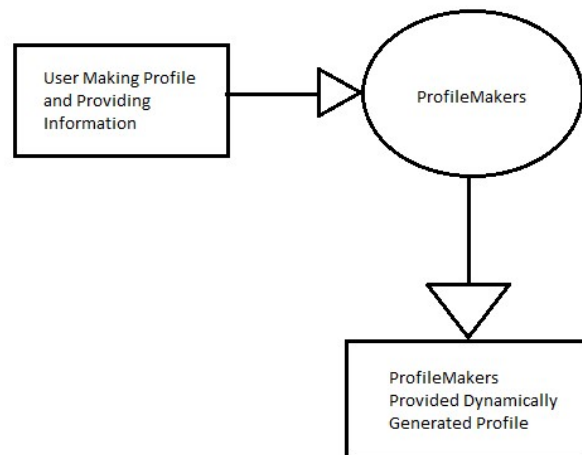 User Making Profile
and Providing
Information
ProfileMakers
ProfileMakers
Provided Dynamically
Generated Profile